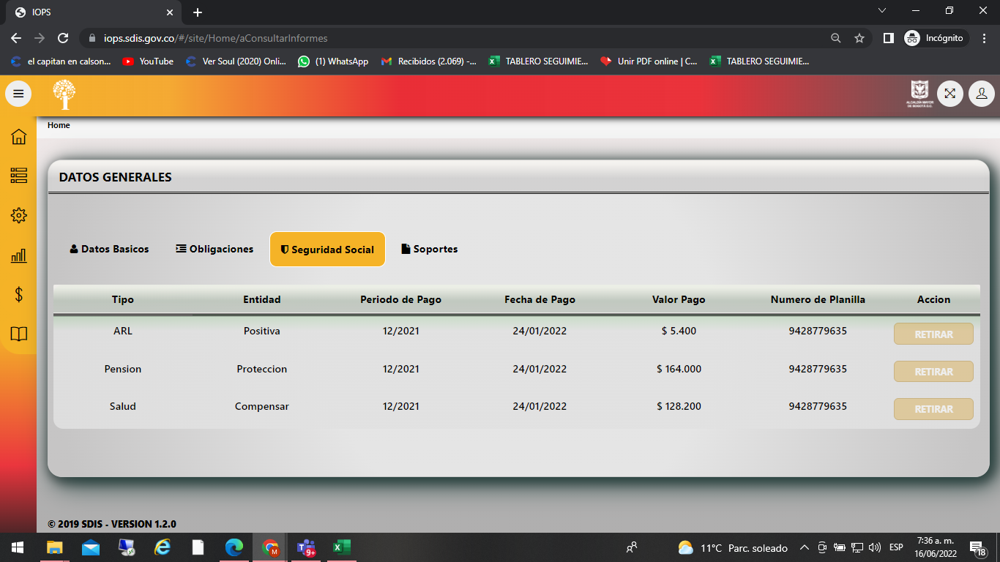 IOPS
iops.sdis.gov.co/#/site/Home/aConsultarInformes
Incógnito
el capitan en calson...
YouTube
Ver Soul (2020) Onli...
(1) WhatsApp
Recibidos (2.069) -...
TABLERO SEGUIMIE...
Unir PDF online | C...
TABLERO SEGUIMIE...
ALCALDÍA MAYOR
DE BOGOTÁ D.C.
Home
DATOS GENERALES
Datos Basicos
Obligaciones
Seguridad Social
Soportes
Tipo Entidad Periodo de Pago Fecha de Pago Valor Pago Numero de Planilla Accion
ARL Positiva 12/2021 24/01/2022 $ 5.400 9428779635 RETIRAR
Pension Proteccion 12/2021 24/01/2022 $ 164.000 9428779635 RETIRAR
Salud Compensar 12/2021 24/01/2022 $ 128.200 9428779635 RETIRAR
© 2019 SDIS - VERSION 1.2.0
M
T
9+
11°C Parc. soleado
ESP
7:36 a. m.
16/06/2022
18